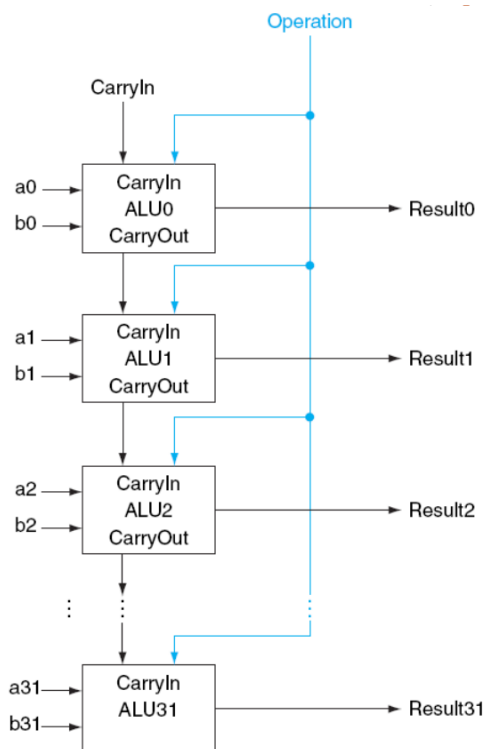 Operation
CarryIn
a0
b0
CarryIn
ALU0
CarryOut
Result0
a1
b1
CarryIn
ALU1
CarryOut
Result1
a2
b2
CarryIn
ALU2
CarryOut
Result2
a31
b31
CarryIn
ALU31
Result31